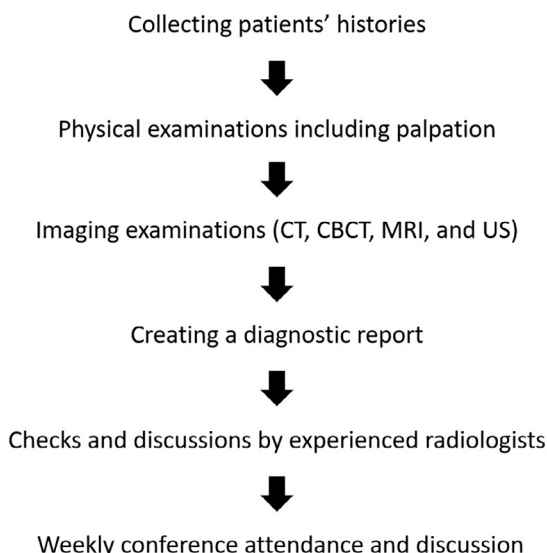 Collecting patients’ histories
Physical examinations including palpation
Imaging examinations (CT, CBCT, MRI, and US)
Creating a diagnostic report
Checks and discussions by experienced radiologists
Weekly conference attendance and discussion